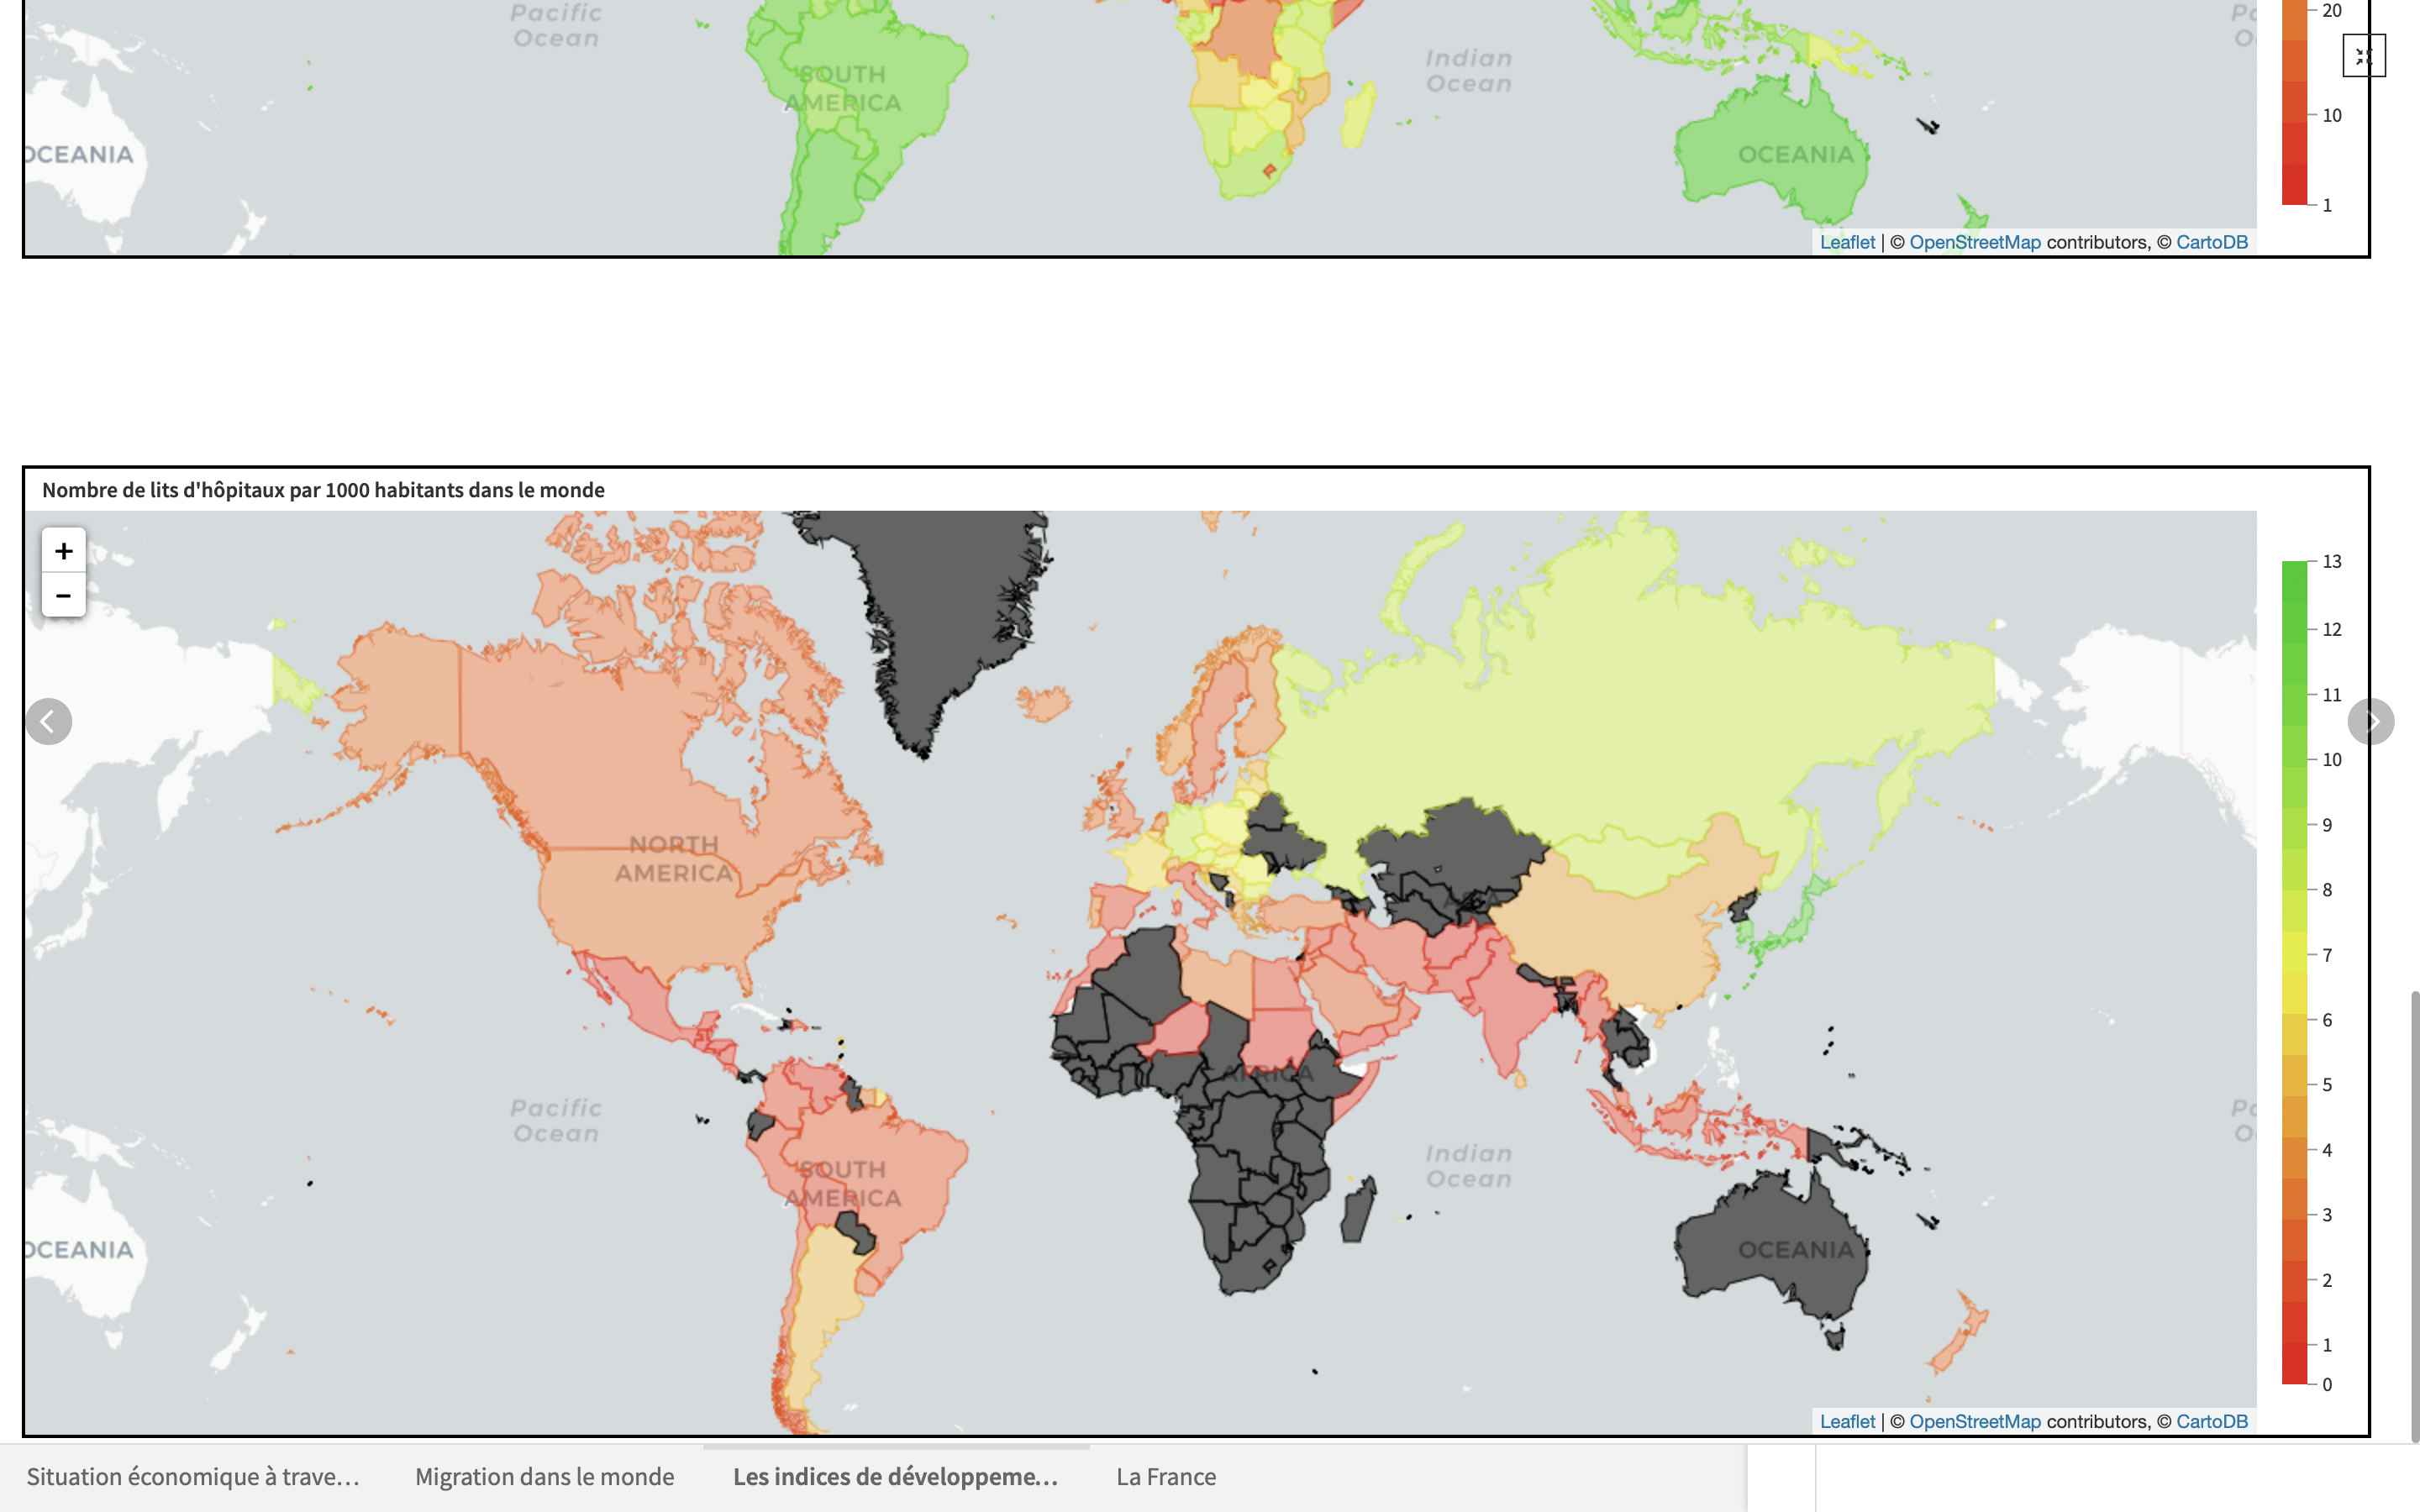 Pacific
Ocean
20
Indian
Ocean
SOUTH
AMERICA
10
OCEANIA
OCEANIA
1
Leaflet | © OpenStreetMap contributors, © CartoDB
Nombre de lits d'hôpitaux par 1000 habitants dans le monde
+
−
13
12
11
10
NORTH
AMERICA
9
8
7
6
AFRICA
5
Pacific
Ocean
4
Indian
Ocean
SOUTH
AMERICA
3
OCEANIA
OCEANIA
2
1
0
Leaflet | © OpenStreetMap contributors, © CartoDB
Situation économique à trave…
Migration dans le monde
Les indices de développeme…
La France